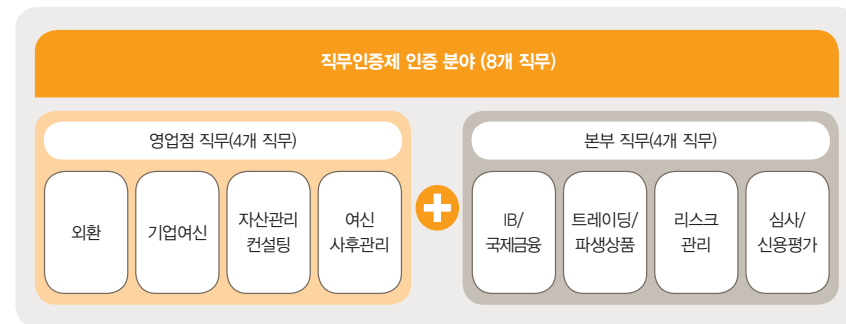 직무인증제 인증 분야 (8개 직무)
영업점 직무(4개 직무)
외환
기업여신
자산관리
컨설팅
여신
사후관리
본부 직무(4개 직무)
IB/
국제금융
트레이딩/
파생상품
리스크
관리
심사/
신용평가